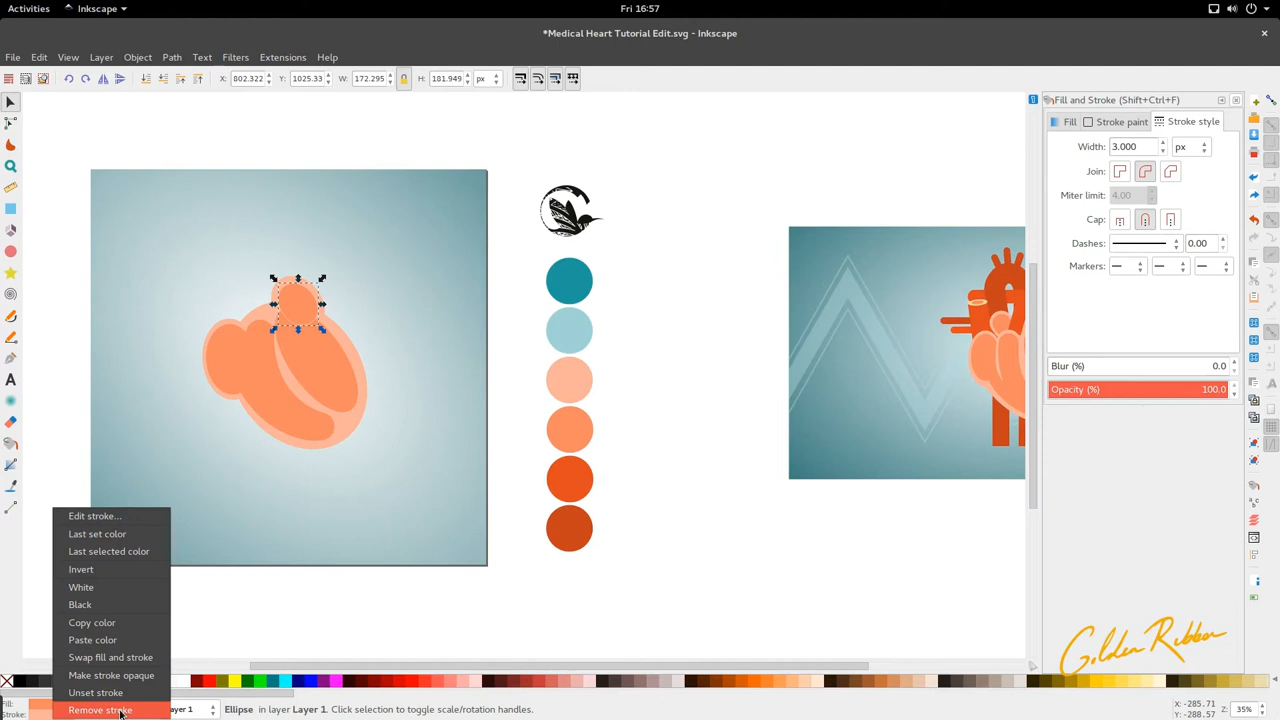 Activities Inkscape Fri 16:57
*Medical Heart Tutorial Edit.svg - Inkscape
File Edit View Layer Object Path Text Filters Extensions Help
X: 802.322 Y: 1025.33 W: 172.295 H: 181.949 px
Fill and Stroke (Shift+Ctrl+F)
Fill Stroke paint Stroke style
Width: 3.000 px
Join:
Miter limit: 4.00
Cap:
Dashes: 0.00
Markers:
Blur (%) 0.0
Opacity (%) 100.0
Edit stroke...
Last set color
Last selected color
Invert
White
Black
Copy color
Paste color
Swap fill and stroke
Make stroke opaque
Unset stroke
Remove stroke
Golden Ribbon
Fill:
Stroke:
Layer 1
Ellipse in layer Layer 1. Click selection to toggle scale/rotation handles.
X: -285.71
Y: -288.57
Z: 35%